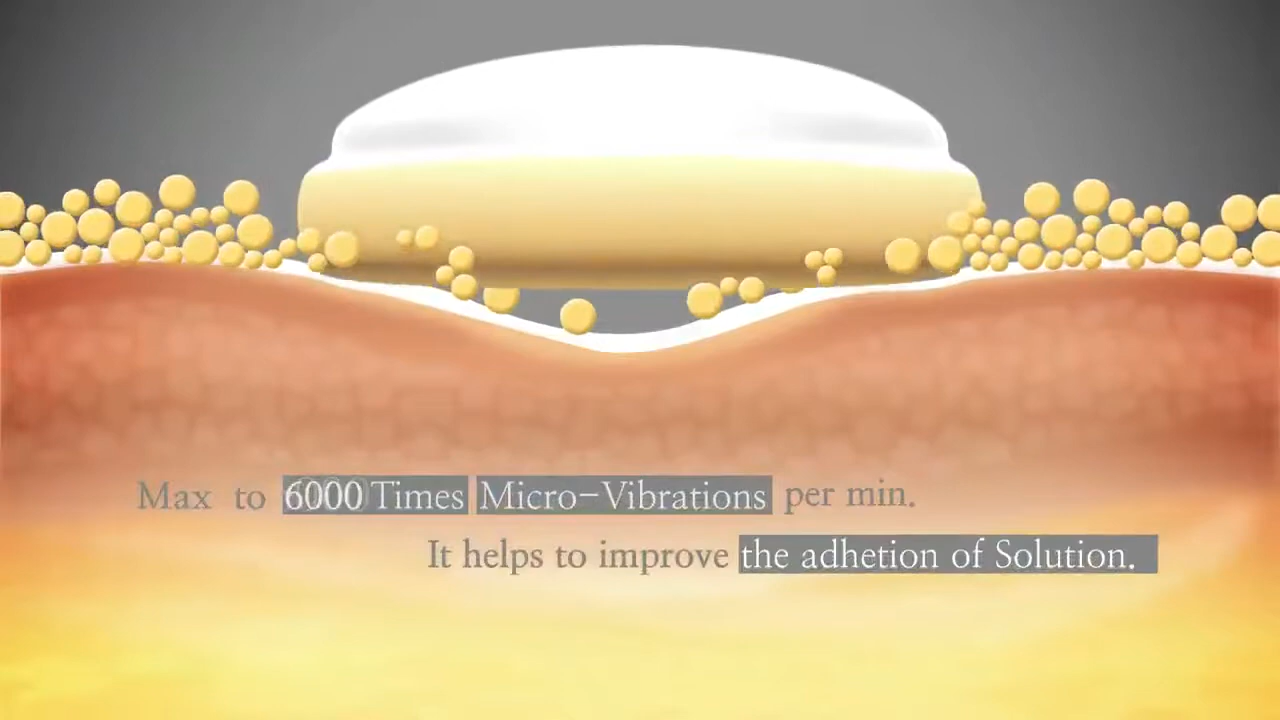 Max to 6000 Times Micro-Vibrations per min.
It helps to improve the adhetion of Solution.